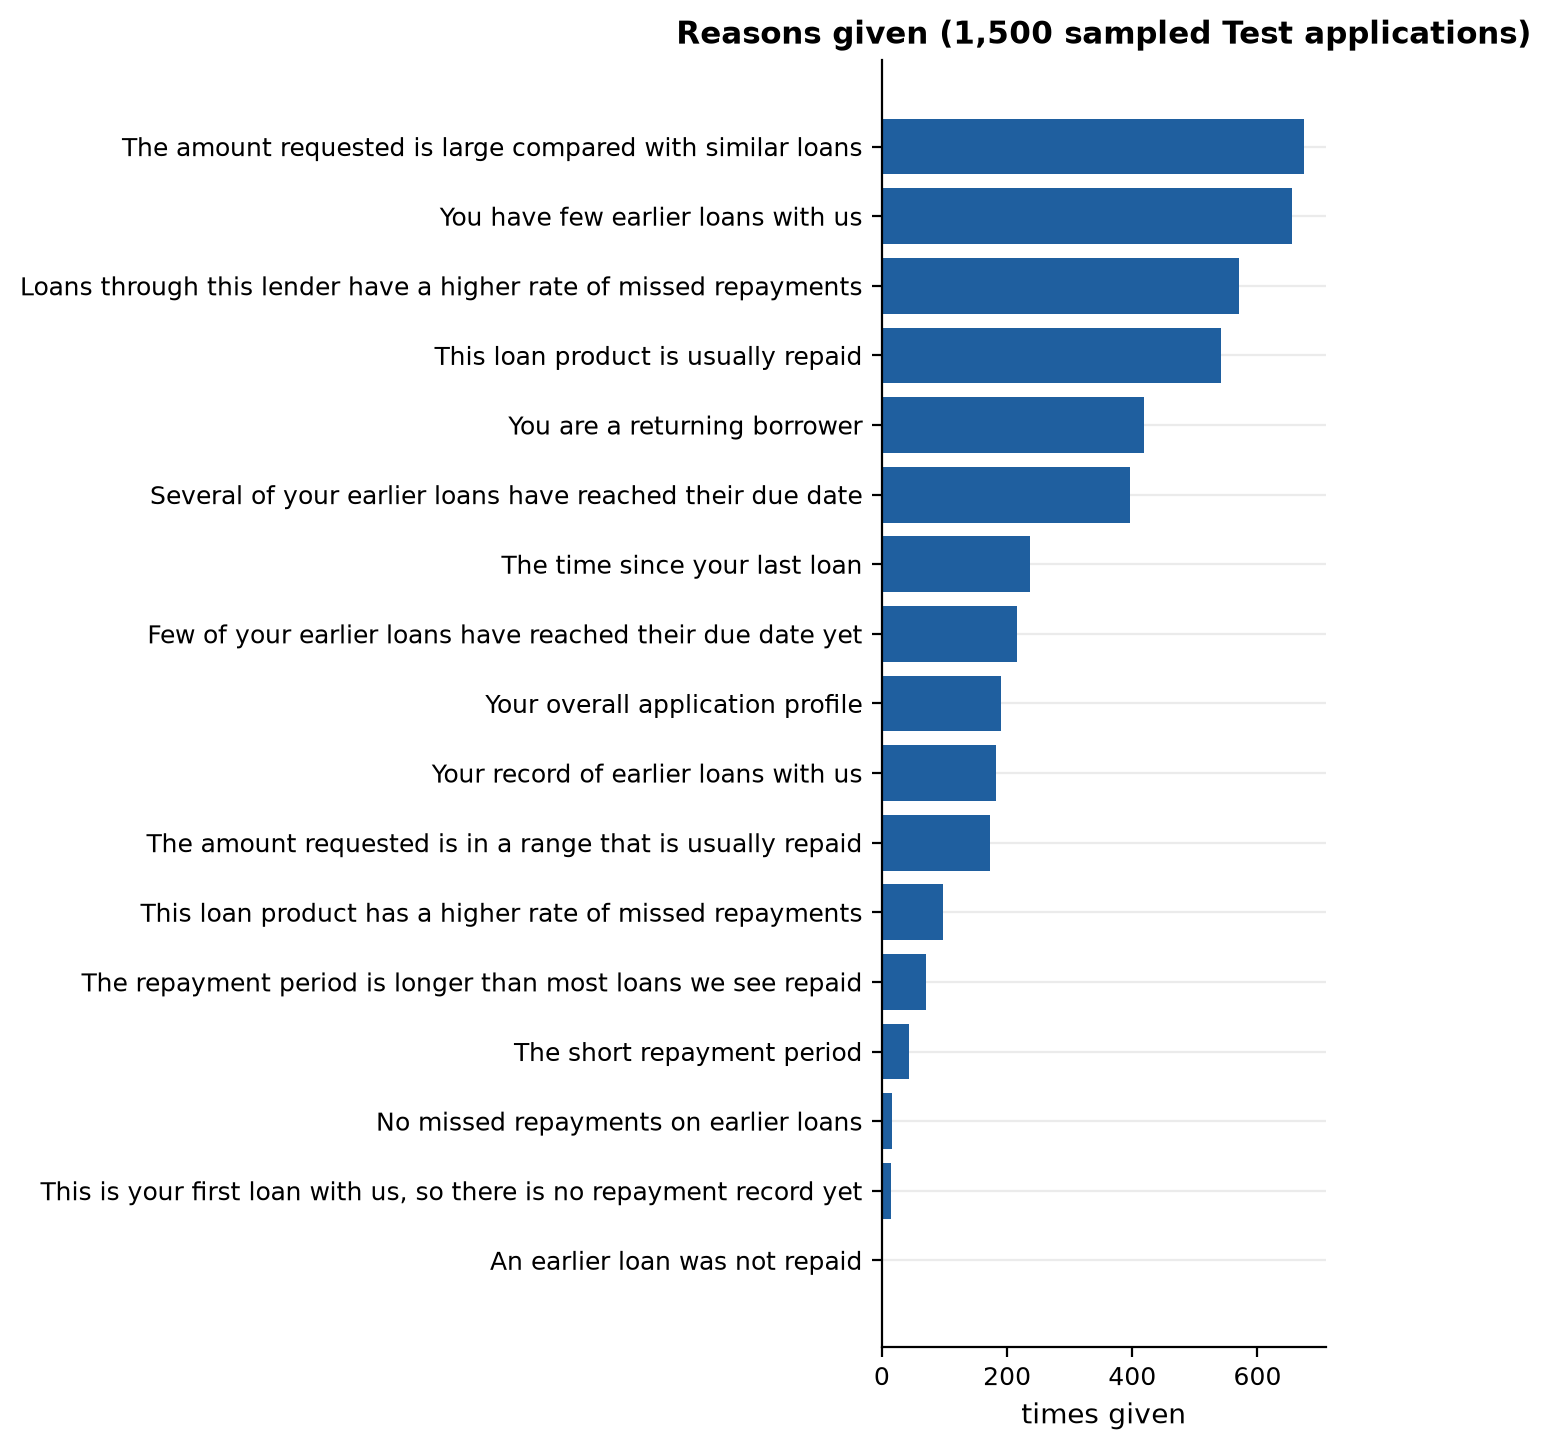 Reasons given (1,500 sampled Test applications)
The amount requested is large compared with similar loans
You have few earlier loans with us
Loans through this lender have a higher rate of missed repayments
This loan product is usually repaid
You are a returning borrower
Several of your earlier loans have reached their due date
The time since your last loan
Few of your earlier loans have reached their due date yet
Your overall application profile
Your record of earlier loans with us
The amount requested is in a range that is usually repaid
This loan product has a higher rate of missed repayments
The repayment period is longer than most loans we see repaid
The short repayment period
No missed repayments on earlier loans
This is your first loan with us, so there is no repayment record yet
An earlier loan was not repaid
0 200 400 600
times given